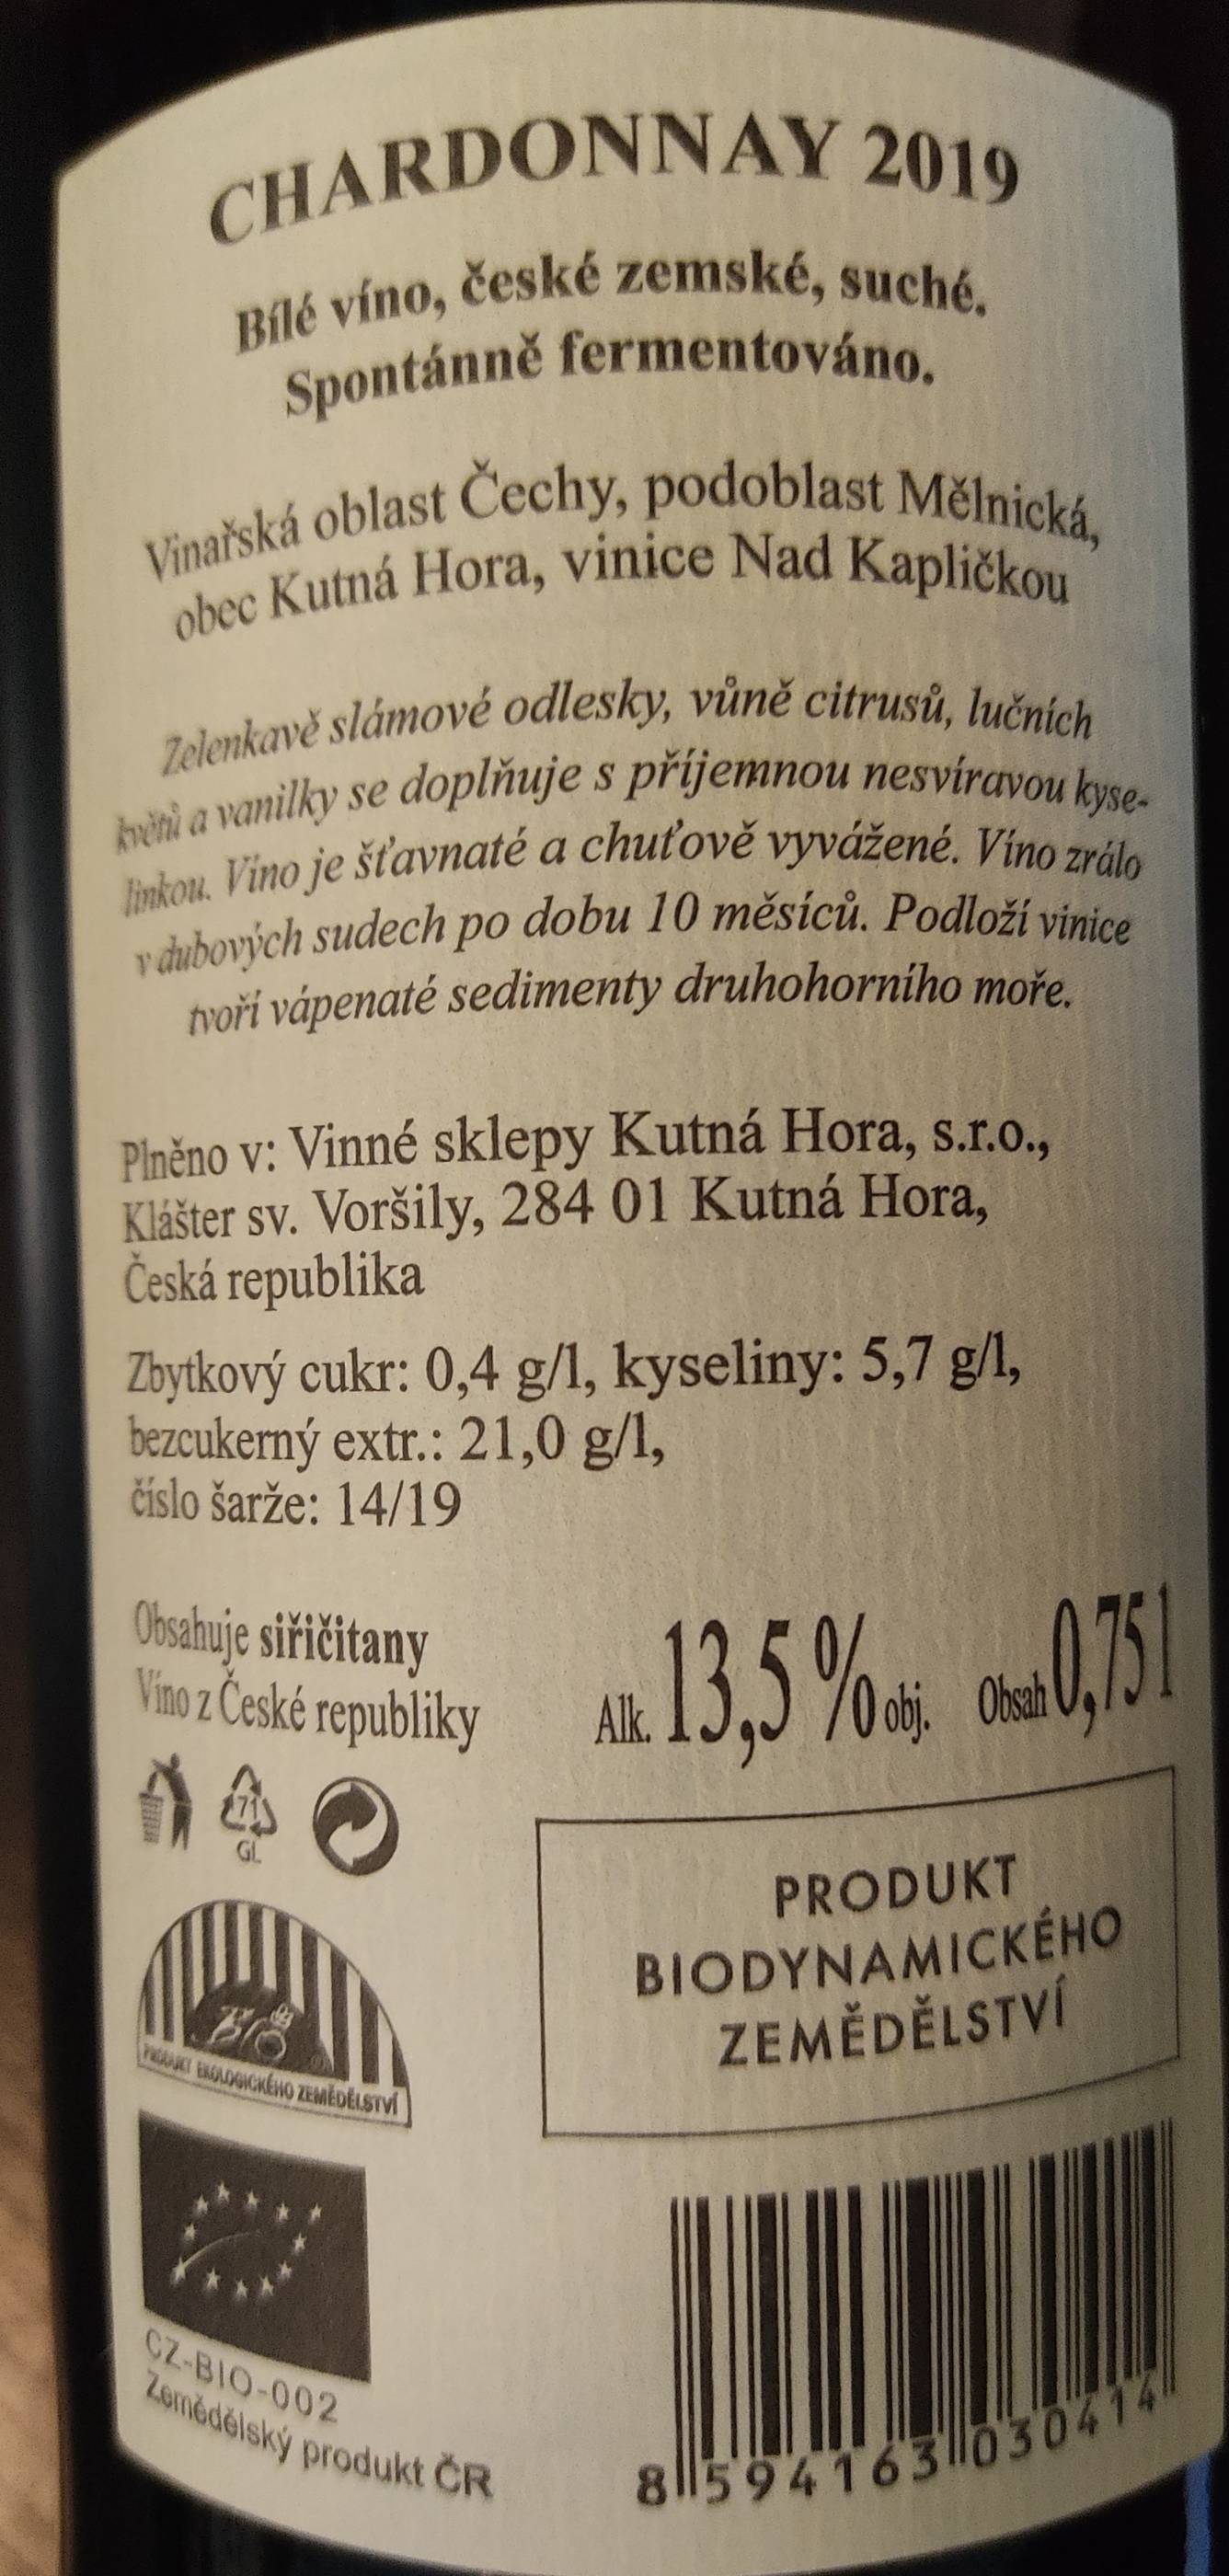 CHARDONNAY 2019
Bílé víno, české zemské, suché.
Spontánně fermentováno.
Vinařská oblast Čechy, podoblast Mělnická,
obec Kutná Hora, vinice Nad Kapličkou
Zelenkavě slámové odlesky, vůně citrusů, lučních
květů a vanilky se doplňuje s příjemnou nesvíravou kyse-
linkou. Víno je šťavnaté a chuťově vyvážené. Víno zrálo
v dubových sudech po dobu 10 měsíců. Podloží vinice
tvoří vápenaté sedimenty druhohorního moře.
Plněno v: Vinné sklepy Kutná Hora, s.r.o.,
Klášter sv. Voršily, 284 01 Kutná Hora,
Česká republika
Zbytkový cukr: 0,4 g/l, kyseliny: 5,7 g/l,
bezcukerný extr.: 21,0 g/l,
číslo šarže: 14/19
Obsahuje siřičitany
Víno z České republiky
Alk. 13,5 % obj. Obsah 0,75 l
71
GL
PRODUKT
BIODYNAMICKÉHO
ZEMĚDĚLSTVÍ
BIO
PRODUKT EKOLOGICKÉHO ZEMĚDĚLSTVÍ
CZ-BIO-002
Zemědělský produkt ČR
8 594163 030414